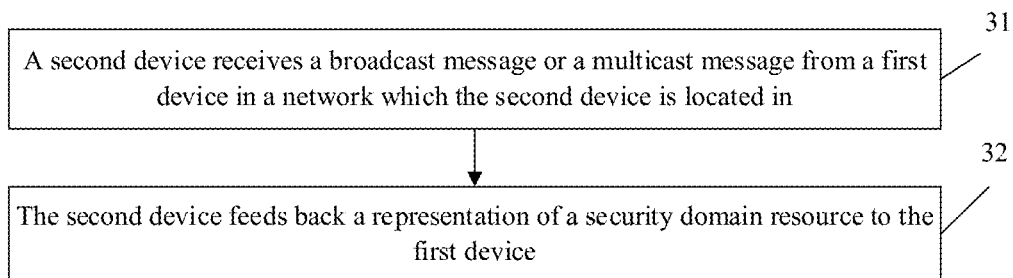 31
A second device receives a broadcast message or a multicast message from a first
device in a network which the second device is located in
32
The second device feeds back a representation of a security domain resource to the
first device